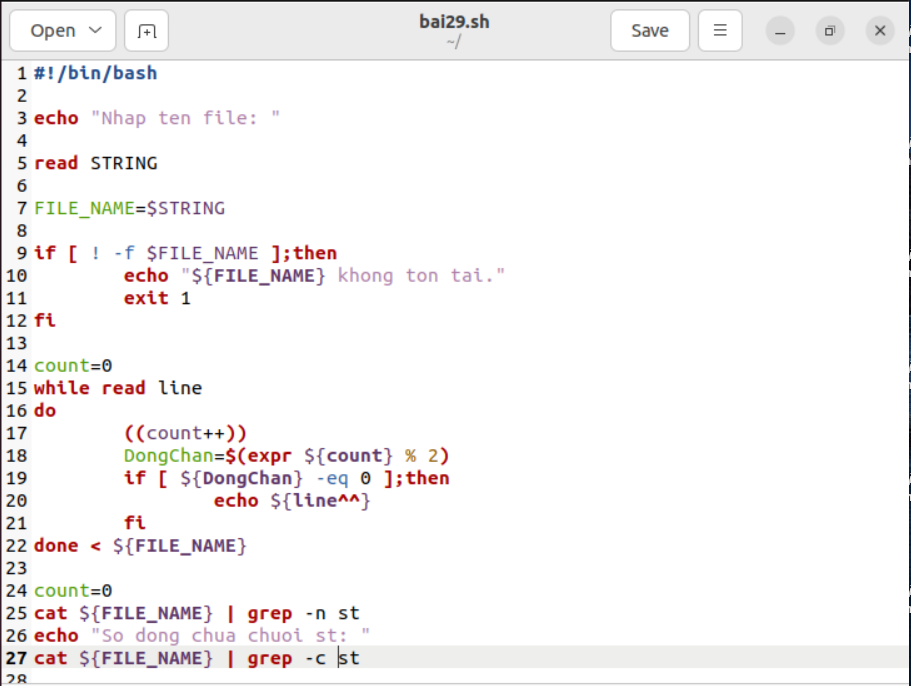 Open
bai29.sh
~/
Save
1 #!/bin/bash
2
3 echo "Nhap ten file: "
4
5 read STRING
6
7 FILE_NAME=$STRING
8
9 if [ ! -f $FILE_NAME ];then
10         echo "${FILE_NAME} khong ton tai."
11         exit 1
12 fi
13
14 count=0
15 while read line
16 do
17         ((count++))
18         DongChan=$(expr ${count} % 2)
19         if [ ${DongChan} -eq 0 ];then
20                 echo ${line^^}
21         fi
22 done < ${FILE_NAME}
23
24 count=0
25 cat ${FILE_NAME} | grep -n st
26 echo "So dong chua chuoi st: "
27 cat ${FILE_NAME} | grep -c st
28